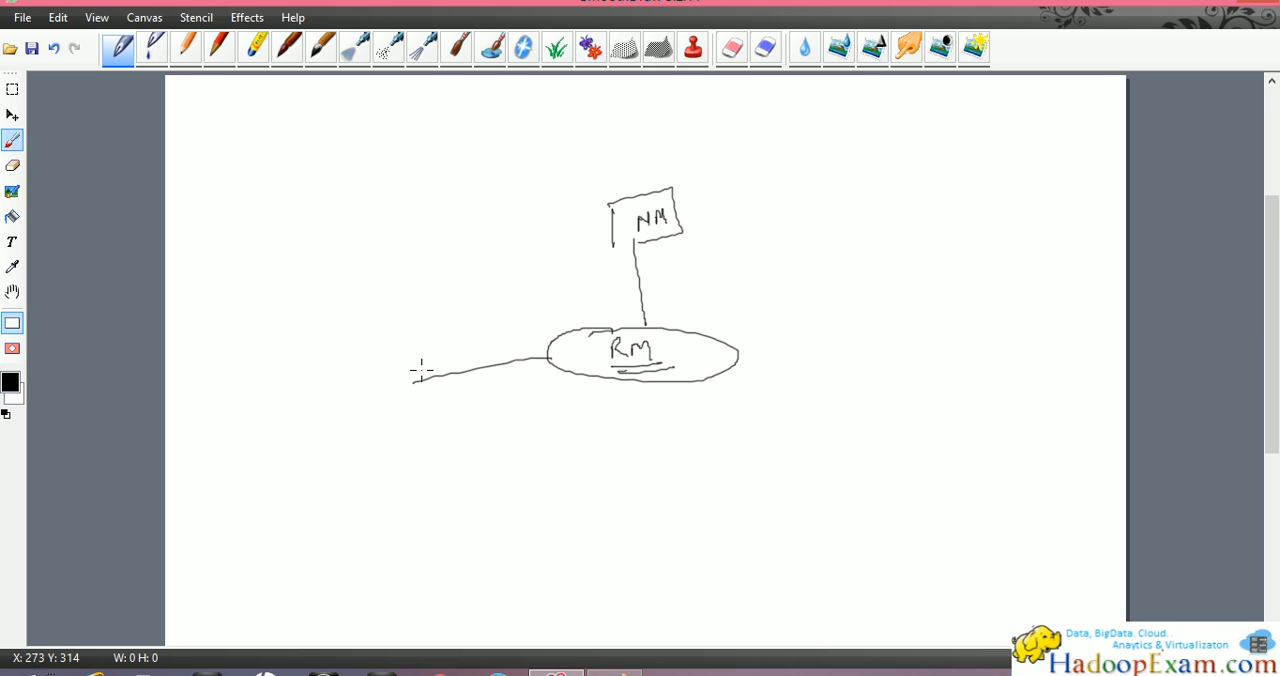 File Edit View Canvas Stencil Effects Help
NM
RM
X: 273 Y: 314 W: 0 H: 0
Data, BigData. Cloud..
Anaytics & Virtualizaton
HadoopExam.com